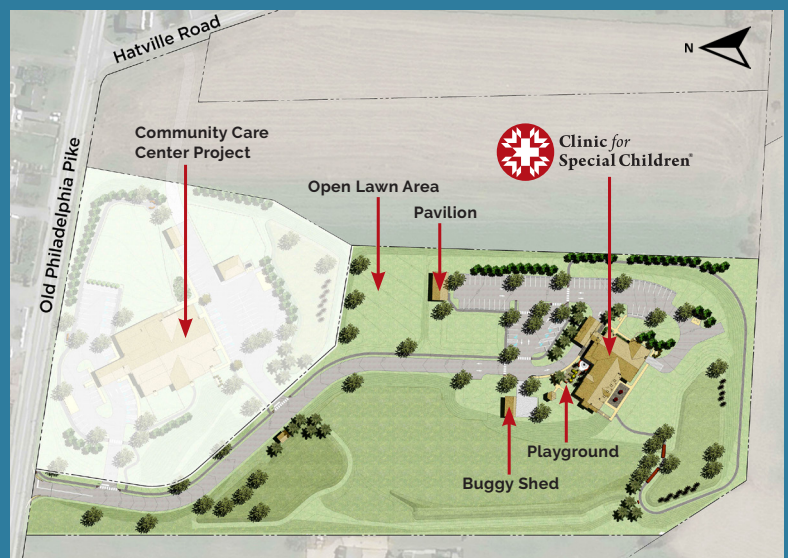 Hatville Road
N
Community Care
Center Project
Clinic for
Special Children®
Old Philadelphia Pike
Open Lawn Area
Pavilion
Playground
Buggy Shed